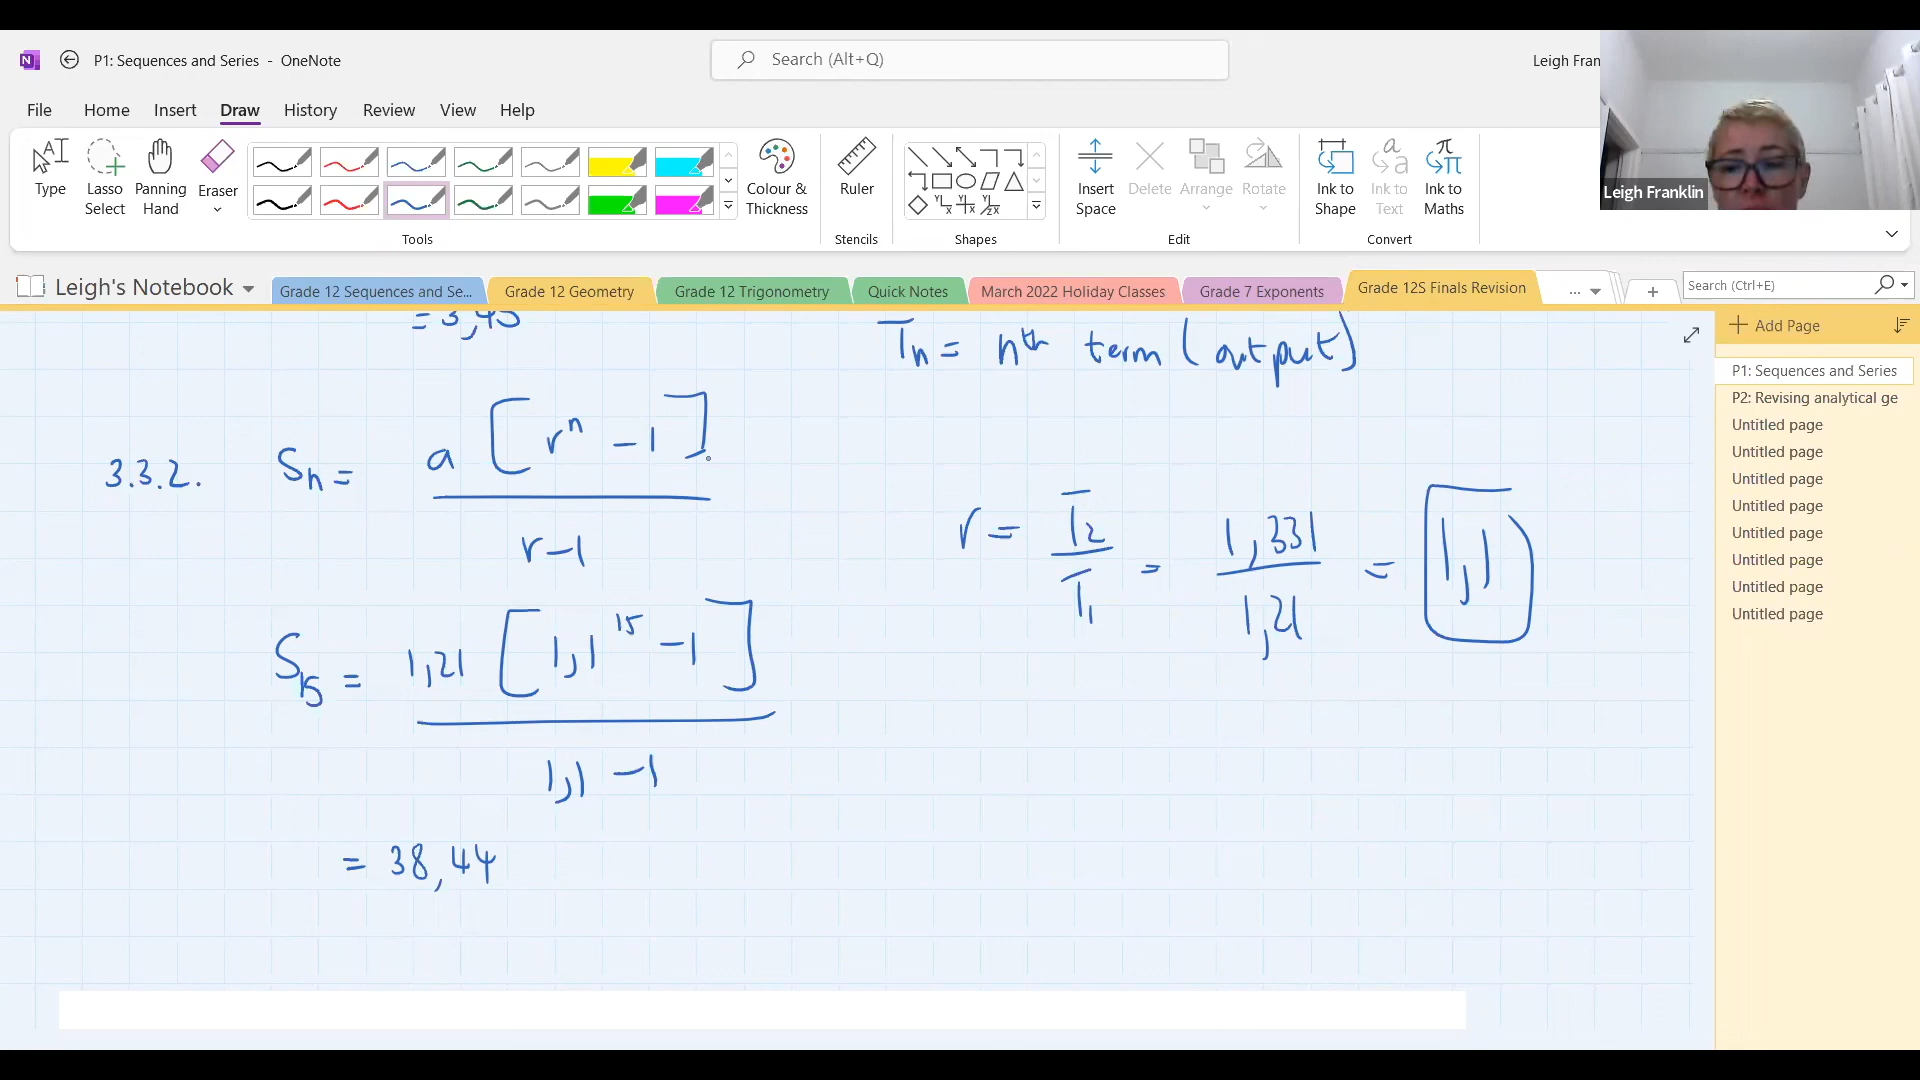 P1: Sequences and Series - OneNote
Search (Alt+Q)
Leigh Fran
Leigh Franklin
File Home Insert Draw History Review View Help
Type
Lasso Select
Panning Hand
Eraser
Colour & Thickness
Ruler
Insert Space
Delete
Arrange
Rotate
Ink to Shape
Ink to Text
Ink to Maths
Tools
Stencils
Shapes
Edit
Convert
Leigh's Notebook
Grade 12 Sequences and Se...
Grade 12 Geometry
Grade 12 Trigonometry
Quick Notes
March 2022 Holiday Classes
Grade 7 Exponents
Grade 12S Finals Revision
...
Search (Ctrl+E)
Add Page
P1: Sequences and Series
P2: Revising analytical ge
Untitled page
Untitled page
Untitled page
Untitled page
Untitled page
Untitled page
Untitled page
Untitled page
= 3,45
Tn = nth term (output)
3.3.2. Sn = a [r^n - 1]
r - 1
r = T2 / T1 = 1,331 / 1,21 = 1,1
S15 = 1,21 [1,1^15 - 1]
1,1 - 1
= 38,44